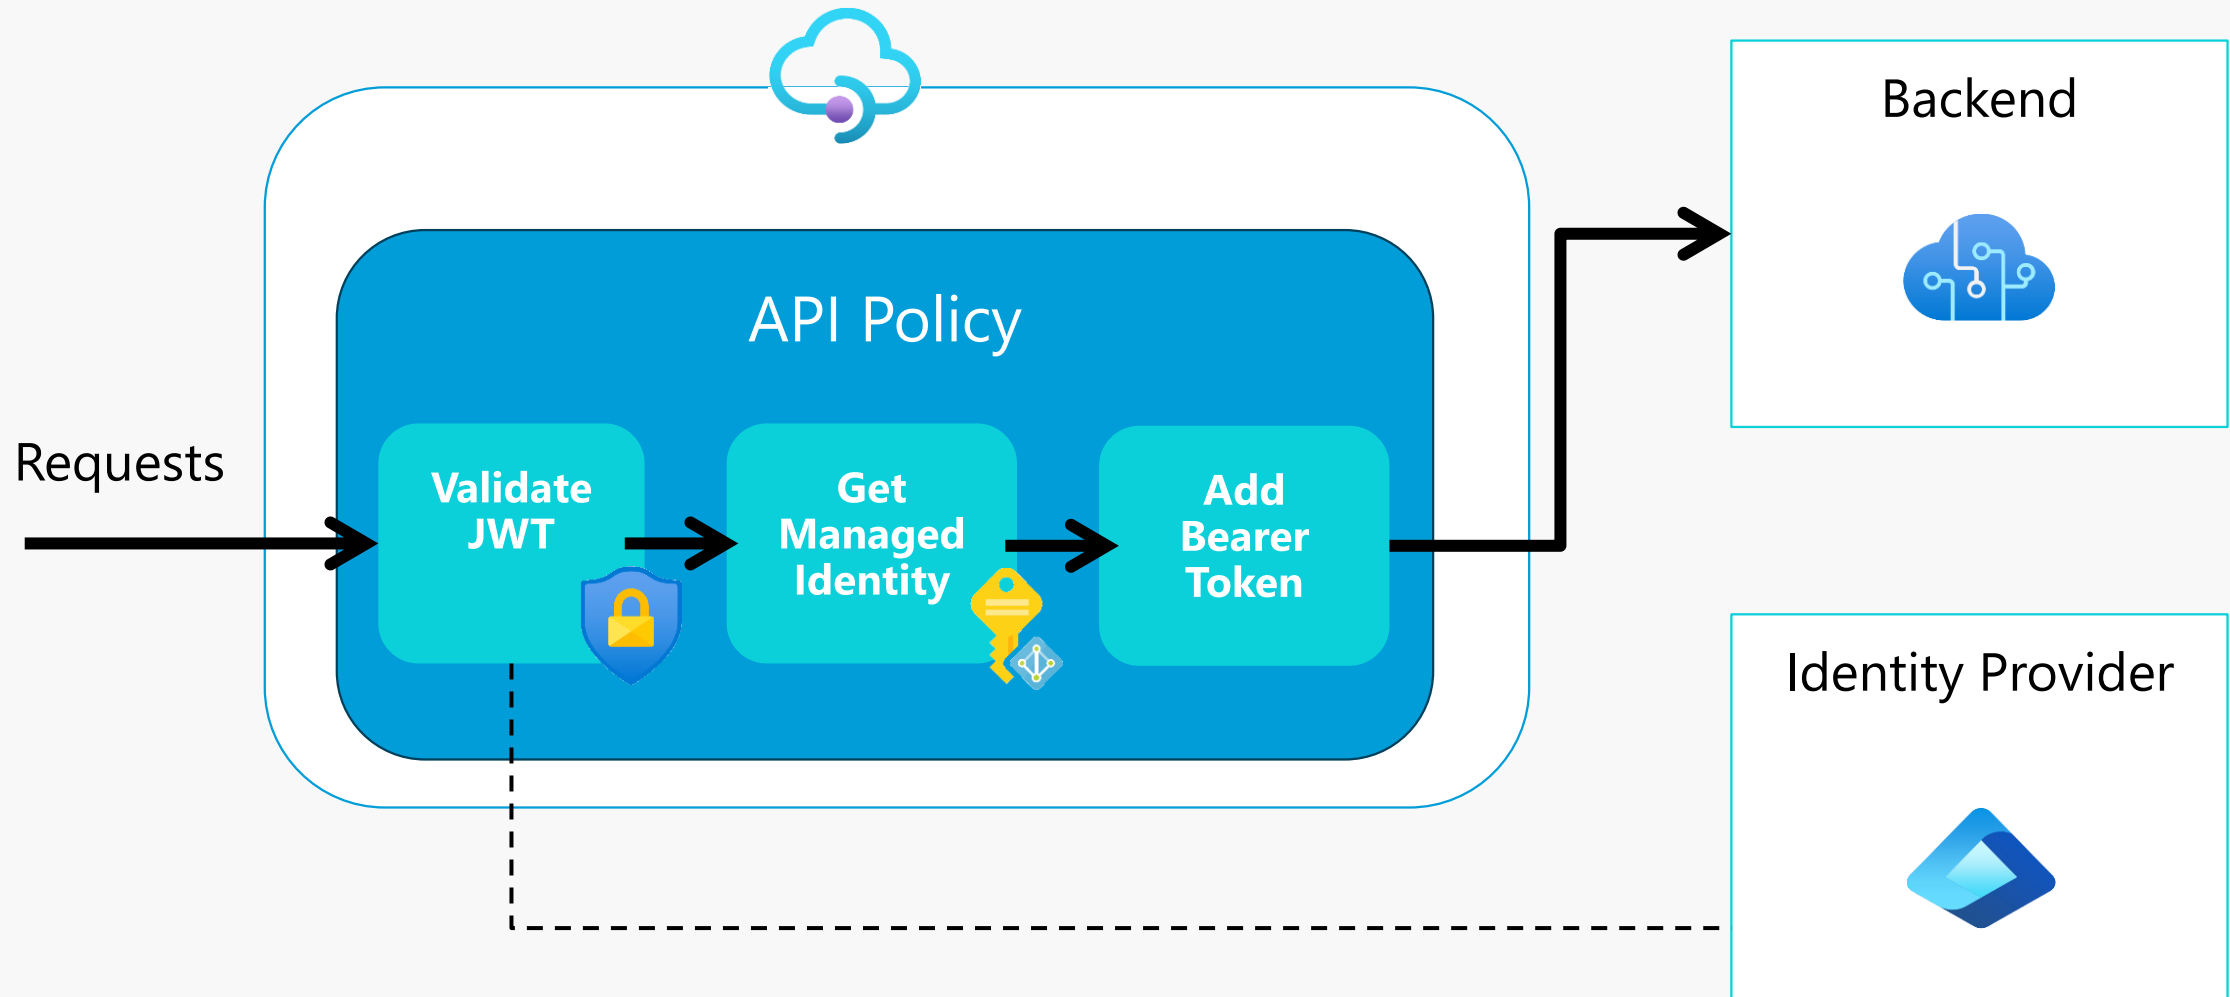 Backend
API Policy
Requests
Validate
JWT
Get
Managed
Identity
Add
Bearer
Token
Identity Provider